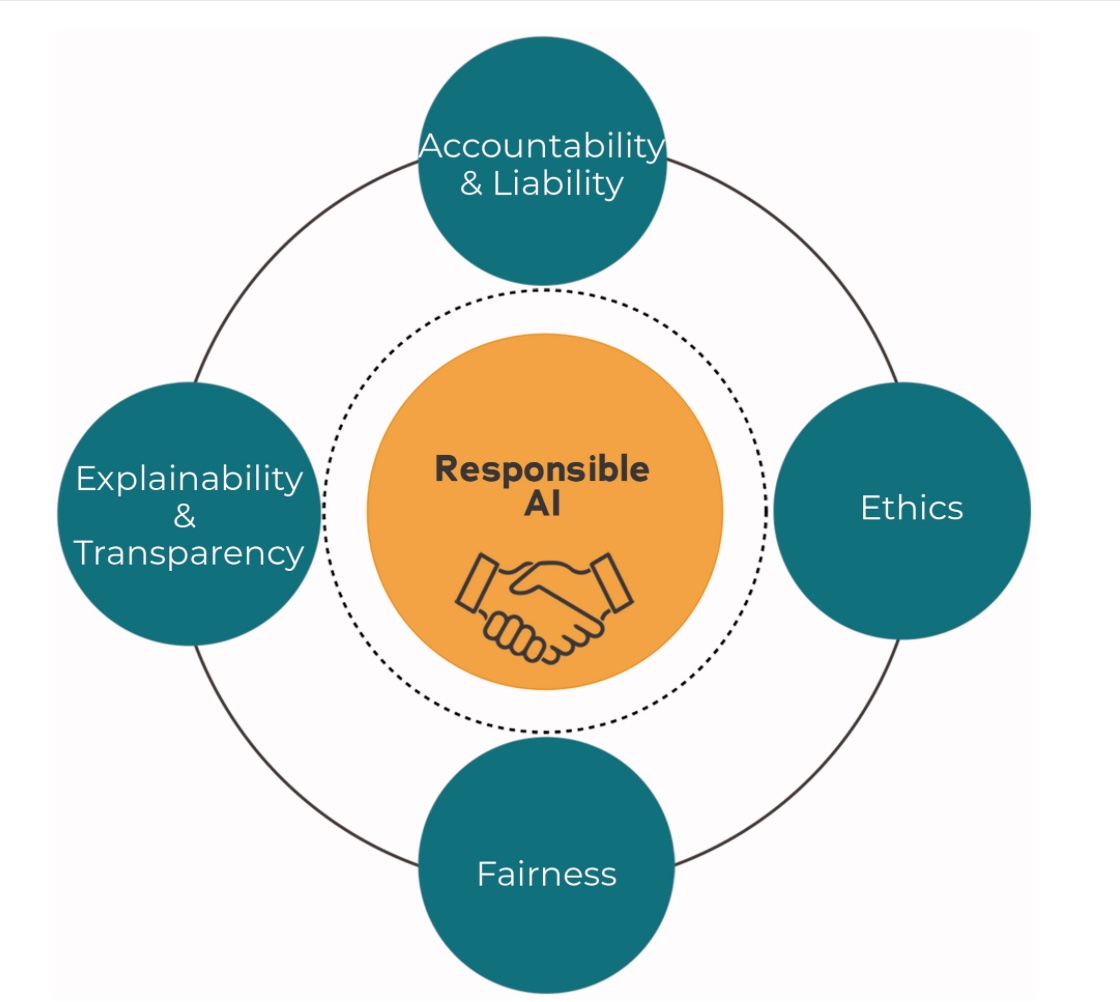 Accountability
& Liability
Explainability
&
Transparency
Responsible
AI
Ethics
Fairness